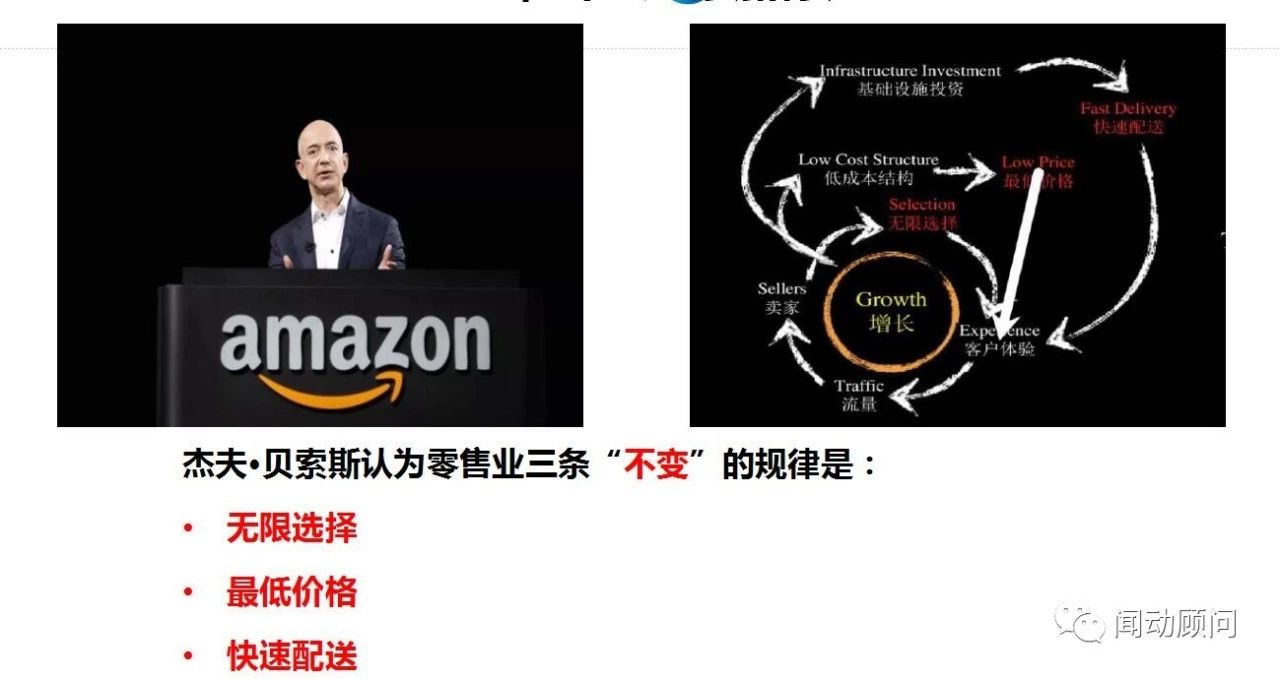 amazon
Infrastructure Investment
基础设施投资
Fast Delivery
快速配送
Low Cost Structure
低成本结构
Low Price
最低价格
Selection
无限选择
Sellers
卖家
Growth
增长
Experience
客户体验
Traffic
流量
杰夫•贝索斯认为零售业三条“不变”的规律是：
• 无限选择
• 最低价格
• 快速配送
闻动顾问